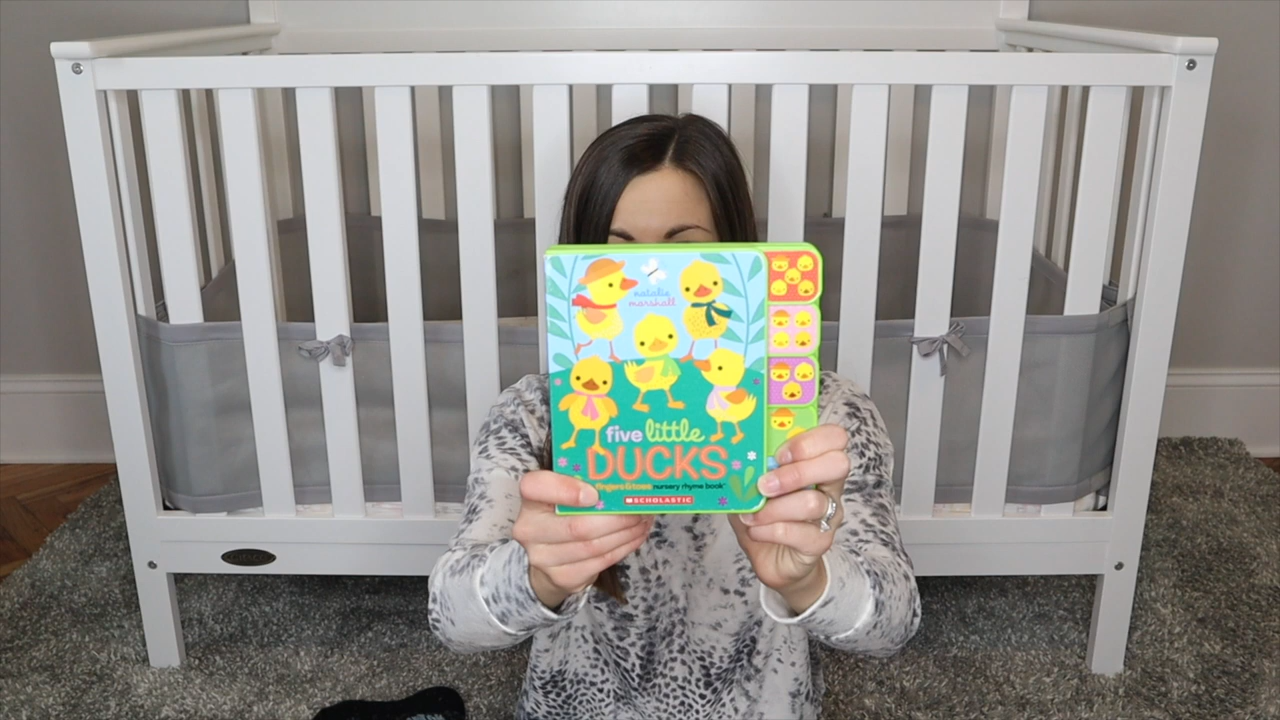 natalie
marshall
five little
DUCKS
fingers & toes nursery rhyme book
SCHOLASTIC